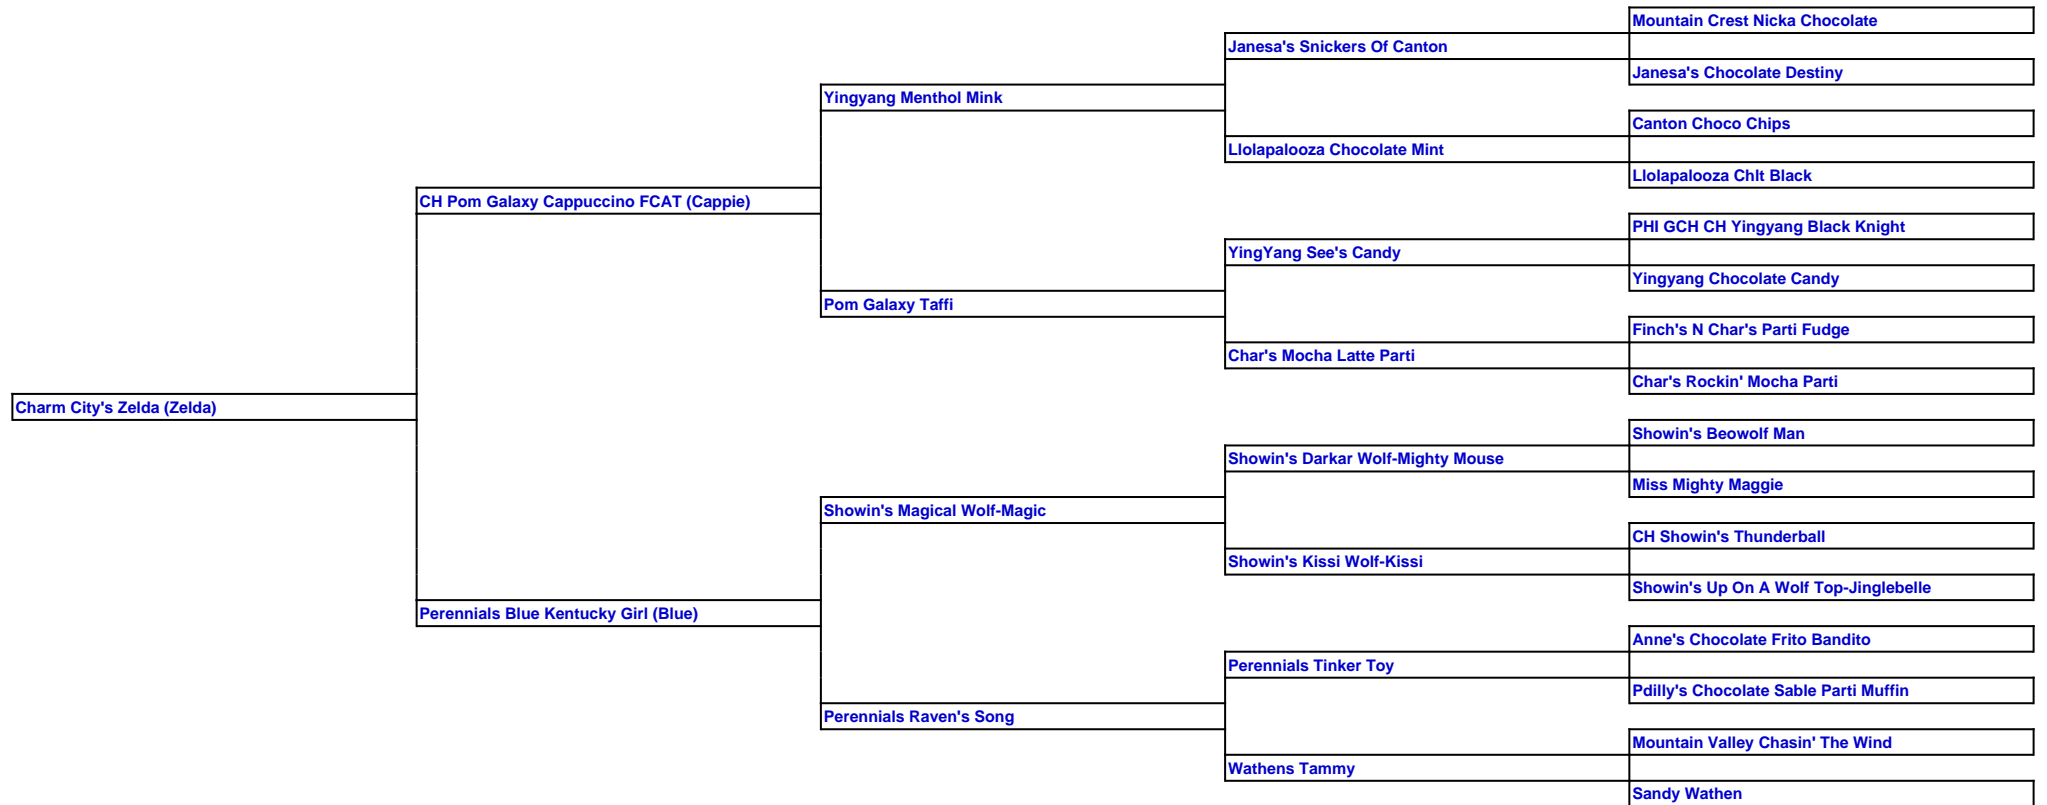 Mountain Crest Nicka Chocolate
Janesa's Snickers Of Canton
Janesa's Chocolate Destiny
Yingyang Menthol Mink
Canton Choco Chips
Llolapalooza Chocolate Mint
Llolapalooza Chlt Black
CH Pom Galaxy Cappuccino FCAT (Cappie)
PHI GCH CH Yingyang Black Knight
YingYang See's Candy
Yingyang Chocolate Candy
Pom Galaxy Taffi
Finch's N Char's Parti Fudge
Char's Mocha Latte Parti
Char's Rockin' Mocha Parti
Charm City's Zelda (Zelda)
Showin's Beowolf Man
Showin's Darkar Wolf-Mighty Mouse
Miss Mighty Maggie
Showin's Magical Wolf-Magic
CH Showin's Thunderball
Showin's Kissi Wolf-Kissi
Showin's Up On A Wolf Top-Jinglebelle
Perennials Blue Kentucky Girl (Blue)
Anne's Chocolate Frito Bandito
Perennials Tinker Toy
Pdilly's Chocolate Sable Parti Muffin
Perennials Raven's Song
Mountain Valley Chasin' The Wind
Wathens Tammy
Sandy Wathen